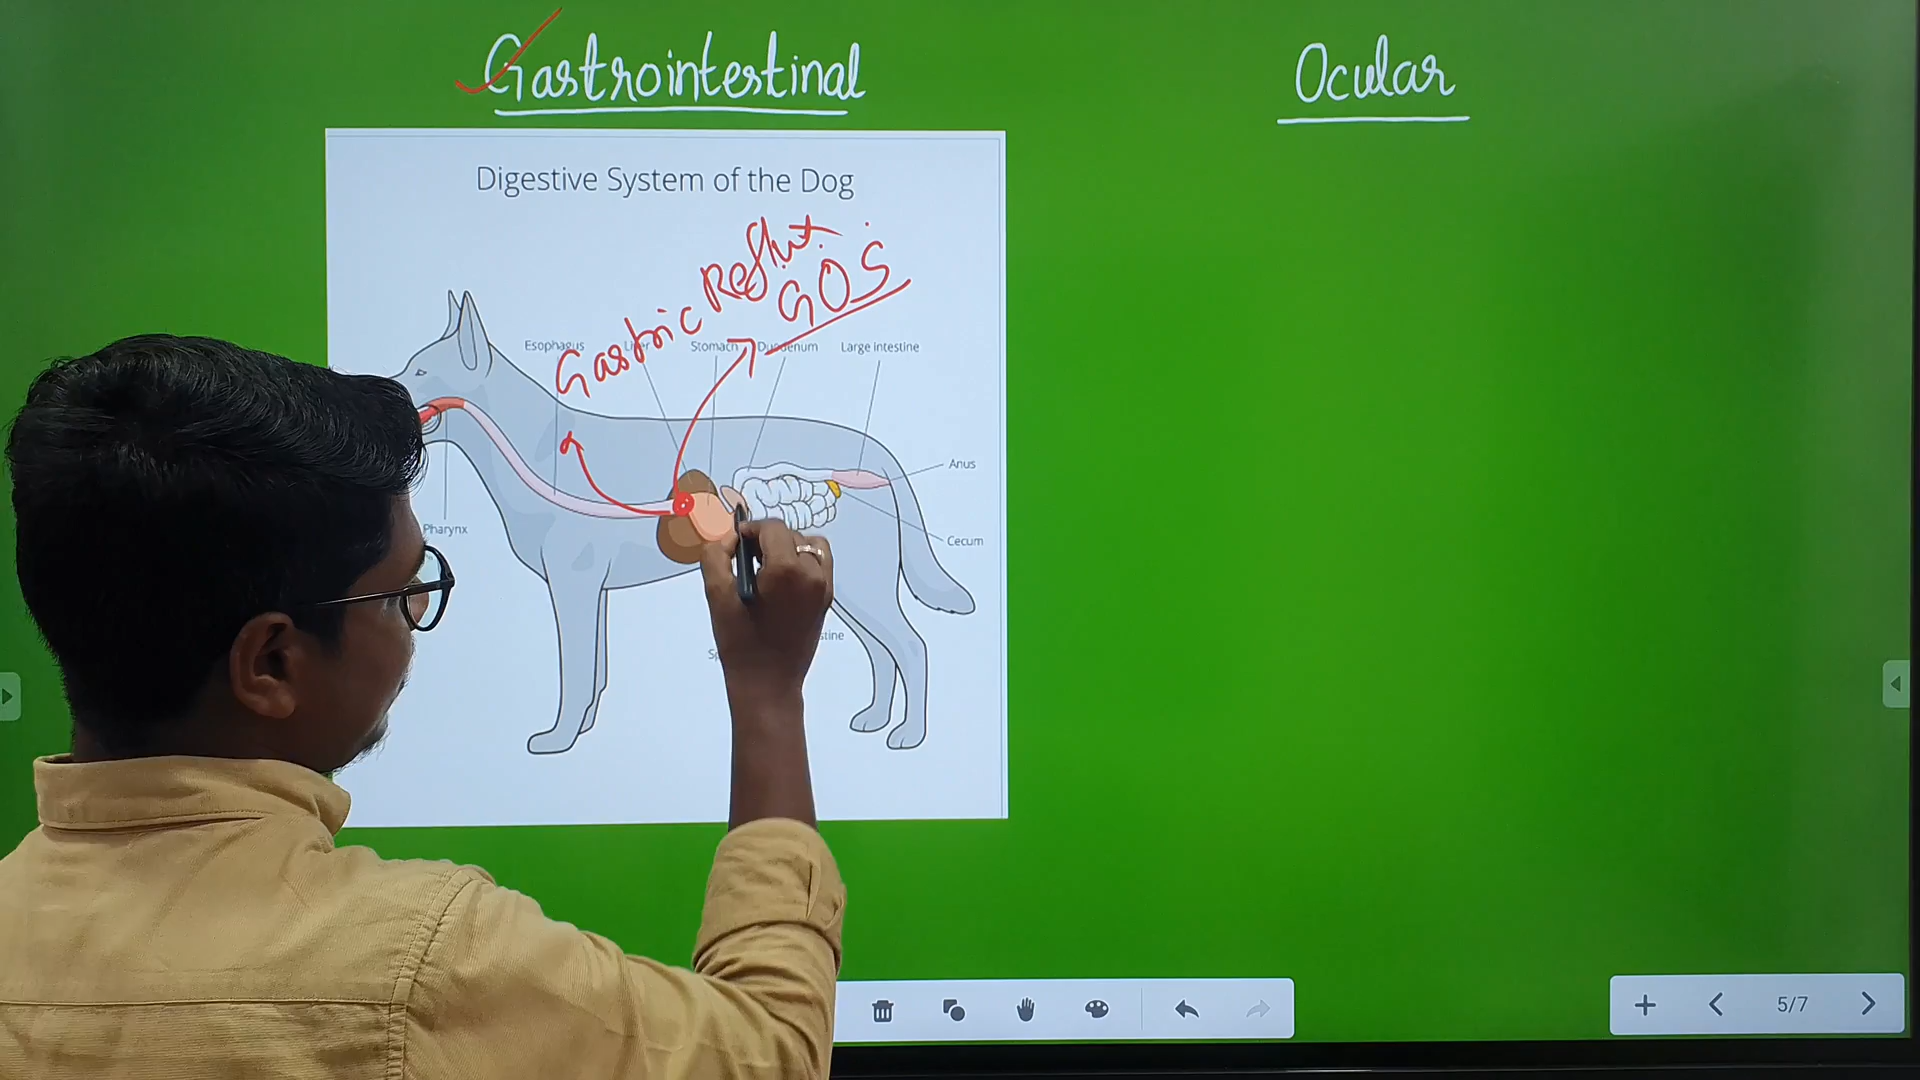 Gastrointestinal
Ocular
Digestive System of the Dog
Gastric Reflux.
GOS
Esophagus
Stomach
Duodenum
Large intestine
Anus
Pharynx
Cecum
5/7